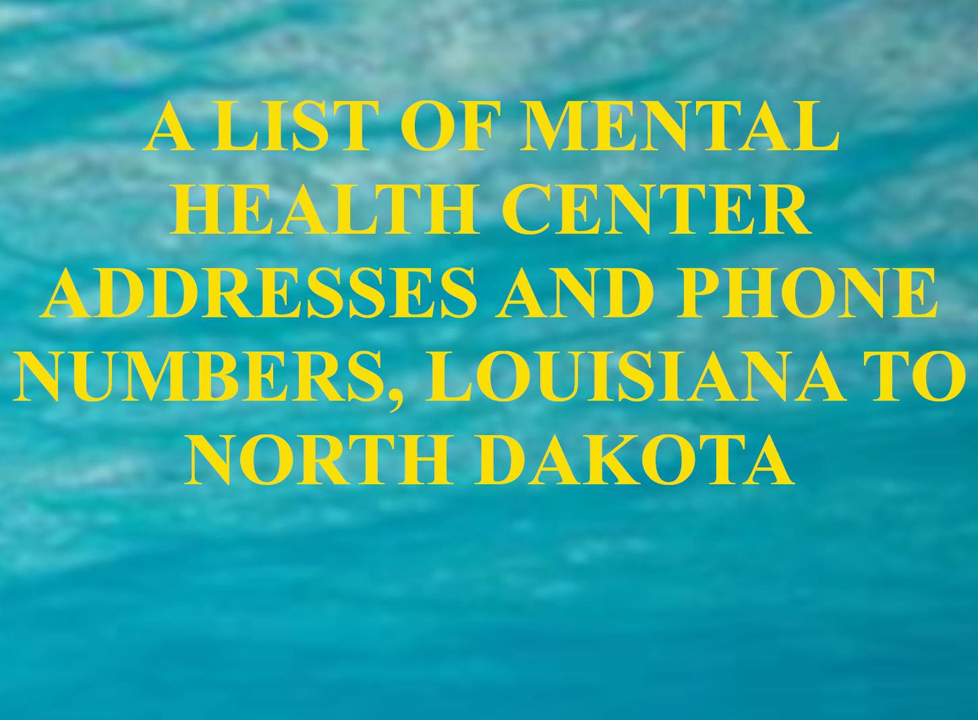 A LIST OF MENTAL
HEALTH CENTER
ADDRESSES AND PHONE
NUMBERS, LOUISIANA TO
NORTH DAKOTA